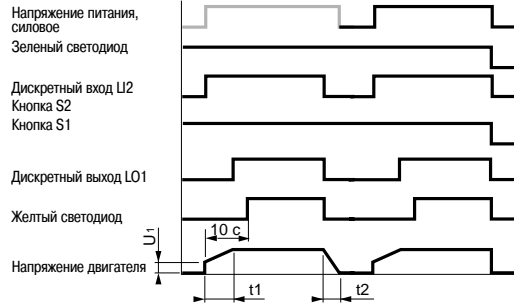 Напряжение питания,
силовое
Зеленый светодиод
Дискретный вход LI2
Кнопка S2
Кнопка S1
Дискретный выход LO1
Желтый светодиод
10 с
U1
Напряжение двигателя
t1
t2